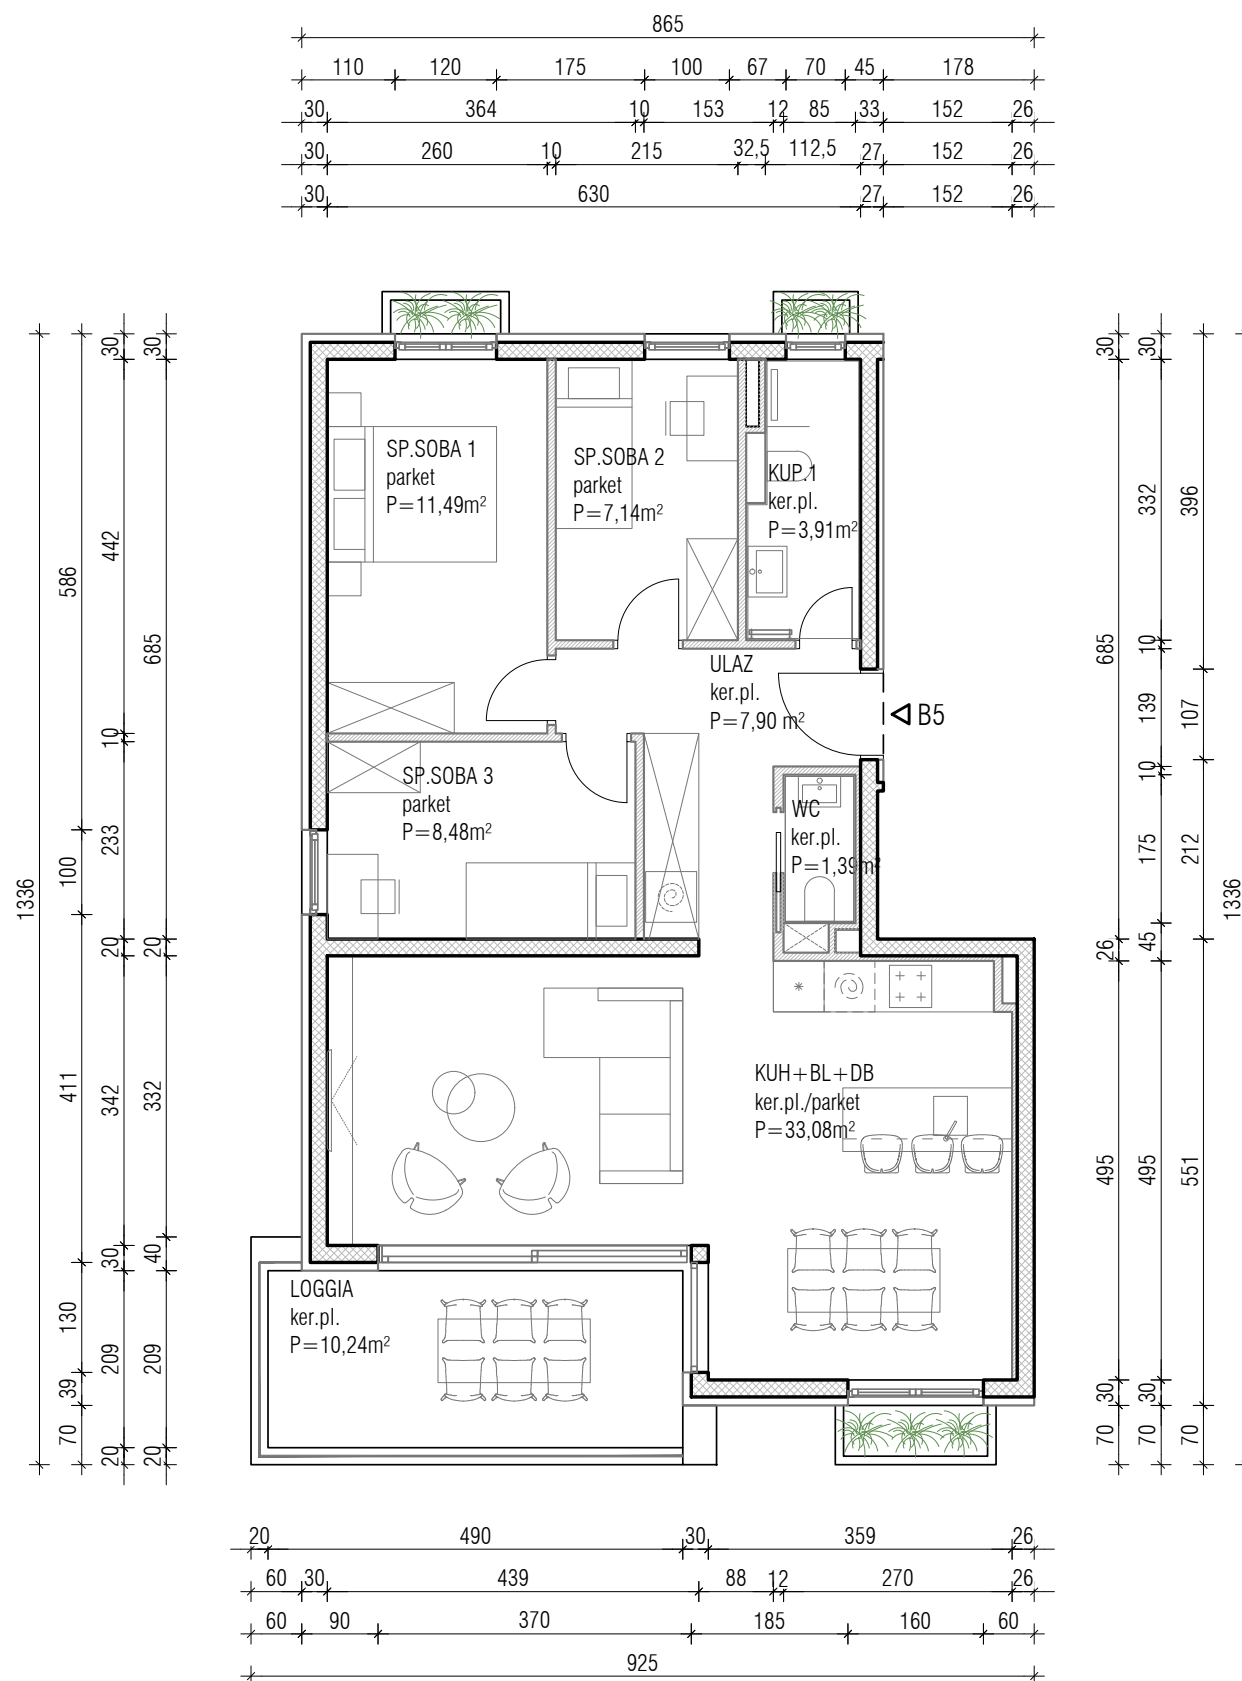 865
110 120 175 100 67 70 45 178
30 364 10 153 12 85 33 152 26
30 260 10 215 32,5 112,5 27 152 26
30 630 27 152 26
SP.SOBA 1
parket
P=11,49m²
SP.SOBA 2
parket
P=7,14m²
KUP.1
ker.pl.
P=3,91m²
ULAZ
ker.pl.
P=7,90 m²
B5
SP.SOBA 3
parket
P=8,48m²
WC
ker.pl.
P=1,39m²
KUH+BL+DB
ker.pl./parket
P=33,08m²
LOGGIA
ker.pl.
P=10,24m²
1336
586 100 411 130 39 70
30 442 10 233 20 342 30 209 20
30 685 20 332 40 209 20
30 685 26 495 30 70
30 332 10 139 10 175 45 495 30 70
396 107 212 551 70
1336
20 490 30 359 26
60 30 439 88 12 270 26
60 90 370 185 160 60
925